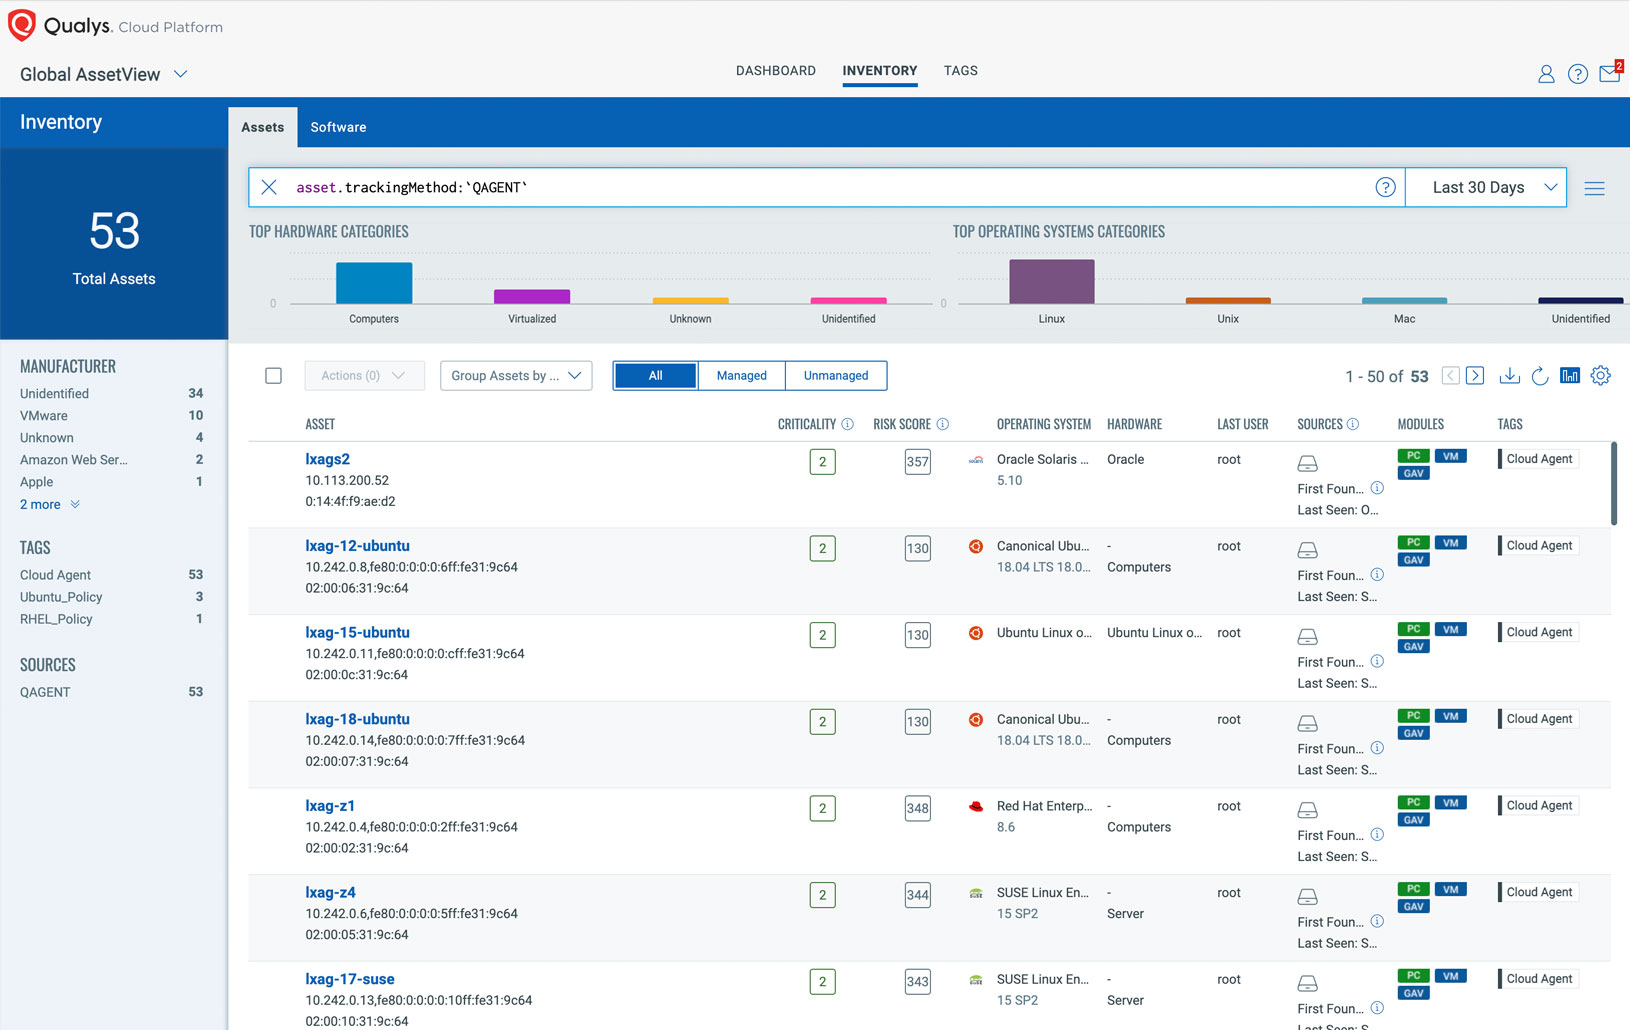 Qualys. Cloud Platform
Global AssetView
DASHBOARD INVENTORY TAGS
2
Inventory
Assets Software
53
Total Assets
asset.trackingMethod:`QAGENT`
Last 30 Days
TOP HARDWARE CATEGORIES
0
Computers Virtualized Unknown Unidentified
TOP OPERATING SYSTEMS CATEGORIES
0
Linux Unix Mac Unidentified
MANUFACTURER
Unidentified 34
VMware 10
Unknown 4
Amazon Web Ser... 2
Apple 1
2 more
TAGS
Cloud Agent 53
Ubuntu_Policy 3
RHEL_Policy 1
SOURCES
QAGENT 53
Actions (0) Group Assets by ... All Managed Unmanaged 1 - 50 of 53
ASSET CRITICALITY RISK SCORE OPERATING SYSTEM HARDWARE LAST USER SOURCES MODULES TAGS
lxags2 2 357 Oracle Solaris ... Oracle root PC VM Cloud Agent
10.113.200.52 5.10 GAV
First Foun...
0:14:4f:f9:ae:d2 Last Seen: O...
lxag-12-ubuntu 2 130 Canonical Ubu... - root PC VM Cloud Agent
10.242.0.8,fe80:0:0:0:0:6ff:fe31:9c64 18.04 LTS 18.0... Computers GAV
First Foun...
02:00:06:31:9c:64 Last Seen: S...
lxag-15-ubuntu 2 130 Ubuntu Linux o... Ubuntu Linux o... root PC VM Cloud Agent
10.242.0.11,fe80:0:0:0:0:cff:fe31:9c64 GAV
First Foun...
02:00:0c:31:9c:64 Last Seen: S...
lxag-18-ubuntu 2 130 Canonical Ubu... - root PC VM Cloud Agent
10.242.0.14,fe80:0:0:0:0:7ff:fe31:9c64 18.04 LTS 18.0... Computers GAV
First Foun...
02:00:07:31:9c:64 Last Seen: S...
lxag-z1 2 348 Red Hat Enterp... - root PC VM Cloud Agent
10.242.0.4,fe80:0:0:0:0:2ff:fe31:9c64 8.6 Computers GAV
First Foun...
02:00:02:31:9c:64 Last Seen: S...
lxag-z4 2 344 SUSE Linux En... - root PC VM Cloud Agent
10.242.0.6,fe80:0:0:0:0:5ff:fe31:9c64 15 SP2 Server GAV
First Foun...
02:00:05:31:9c:64 Last Seen: S...
lxag-17-suse 2 343 SUSE Linux En... - root PC VM Cloud Agent
10.242.0.13,fe80:0:0:0:0:10ff:fe31:9c64 15 SP2 Server GAV
First Foun...
02:00:10:31:9c:64 Last Seen: S...